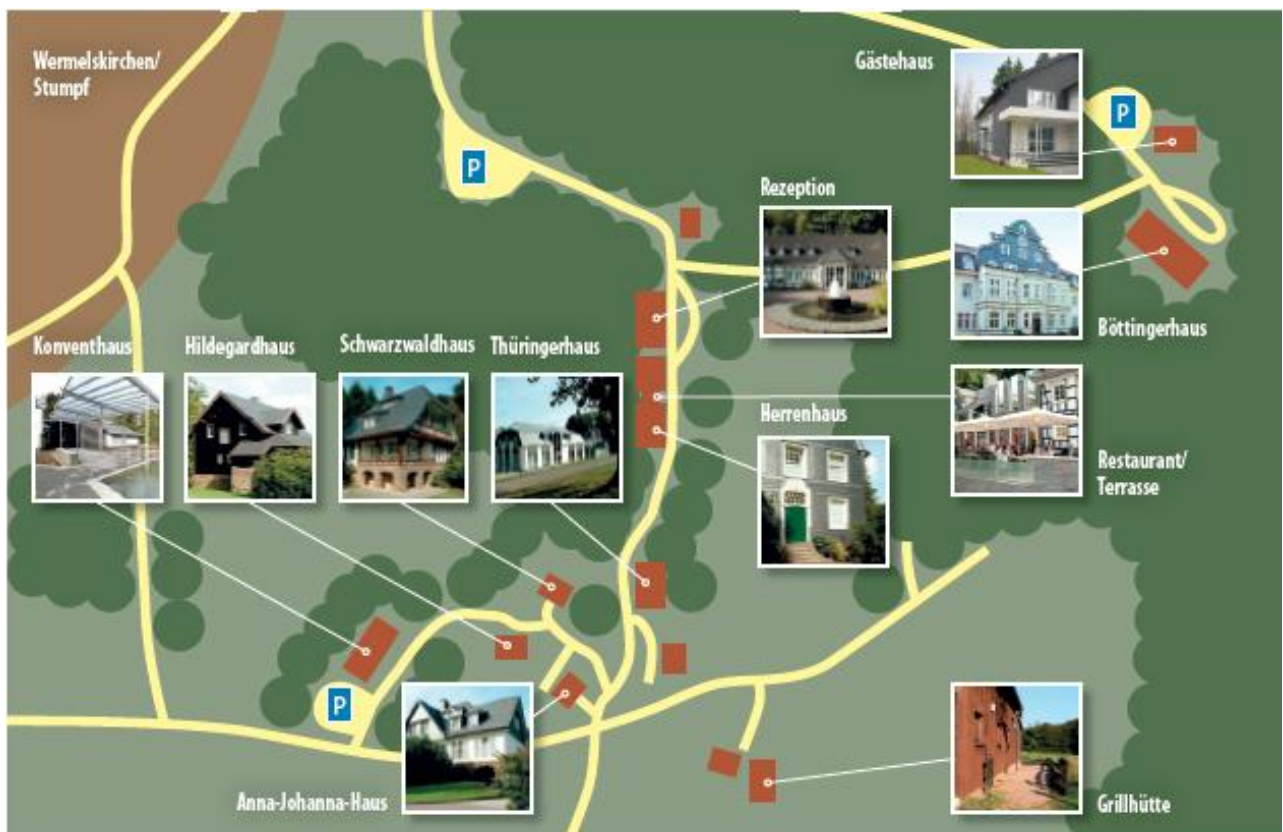 Wermelskirchen/
Stumpf
Gästehaus
P
P
Rezeption
Böttingerhaus
Konventhaus
Hildegardhaus
Schwarzwaldhaus
Thüringerhaus
Herrenhaus
Restaurant/
Terrasse
P
Anna-Johanna-Haus
Grillhütte